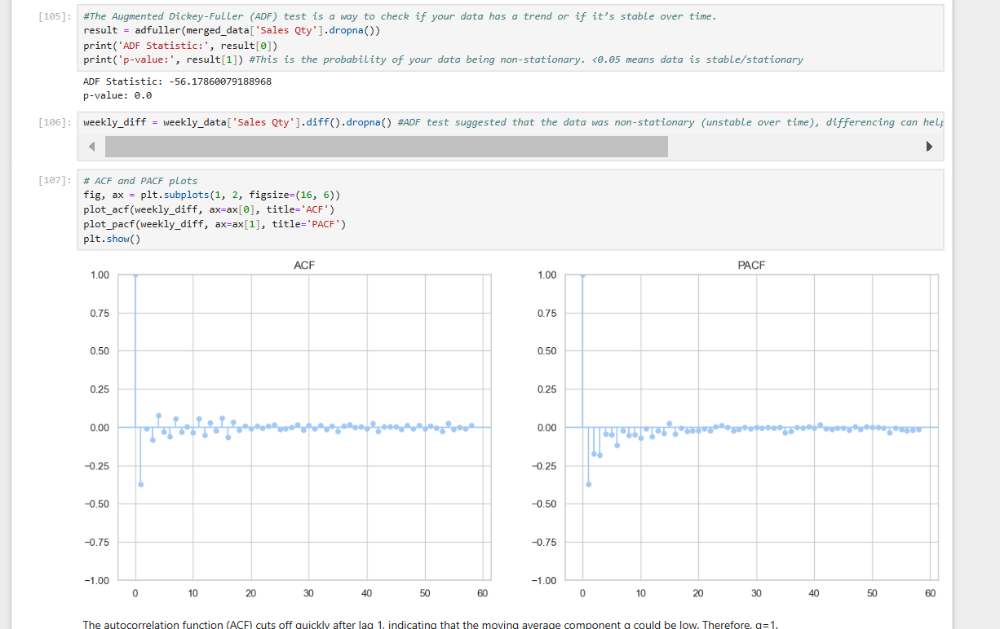 [105]: #The Augmented Dickey-Fuller (ADF) test is a way to check if your data has a trend or if it's stable over time.
result = adfuller(merged_data['Sales Qty'].dropna())
print('ADF Statistic:', result[0])
print('p-value:', result[1]) #This is the probability of your data being non-stationary. <0.05 means data is stable/stationary
ADF Statistic: -56.17860079188968
p-value: 0.0
[106]: weekly_diff = weekly_data['Sales Qty'].diff().dropna() #ADF test suggested that the data was non-stationary (unstable over time), differencing can help
[107]: # ACF and PACF plots
fig, ax = plt.subplots(1, 2, figsize=(16, 6))
plot_acf(weekly_diff, ax=ax[0], title='ACF')
plot_pacf(weekly_diff, ax=ax[1], title='PACF')
plt.show()
ACF
1.00
0.75
0.50
0.25
0.00
−0.25
−0.50
−0.75
−1.00
0 10 20 30 40 50 60
PACF
1.00
0.75
0.50
0.25
0.00
−0.25
−0.50
−0.75
−1.00
0 10 20 30 40 50 60
The autocorrelation function (ACF) cuts off quickly after lag 1, indicating that the moving average component q could be low. Therefore, q=1.